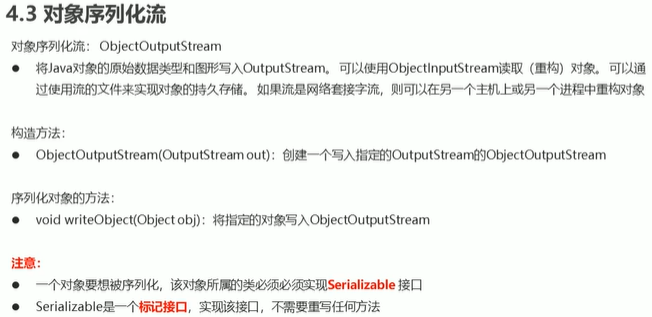 4.3 对象序列化流
对象序列化流： ObjectOutputStream
● 将Java对象的原始数据类型和图形写入OutputStream。 可以使用ObjectInputStream读取（重构）对象。 可以通
过使用流的文件来实现对象的持久存储。 如果流是网络套接字流，则可以在另一个主机上或另一个进程中重构对象
构造方法：
● ObjectOutputStream(OutputStream out)：创建一个写入指定的OutputStream的ObjectOutputStream
序列化对象的方法：
● void writeObject(Object obj)：将指定的对象写入ObjectOutputStream
注意：
● 一个对象要想被序列化，该对象所属的类必须必须实现Serializable 接口
● Serializable是一个标记接口，实现该接口，不需要重写任何方法